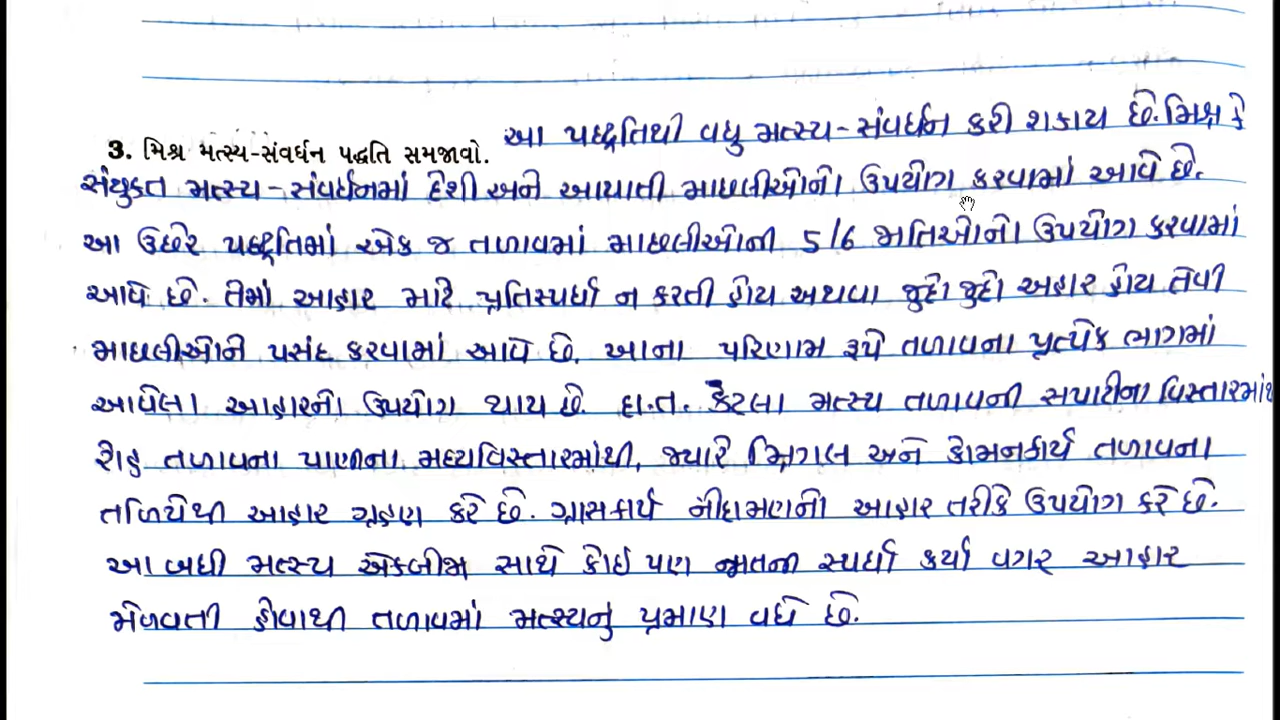 આ પદ્ધતિથી વધુ મત્સ્ય-સંવર્ધન કરી શકાય છે. મિશ્ર કે
3. મિશ્ર મત્સ્ય-સંવર્ધન પદ્ધતિ સમજાવો.
સંયુક્ત મત્સ્ય-સંવર્ધનમાં દેશી અને આયાતી માછલીઓનો ઉપયોગ કરવામાં આવે છે.
આ ઉછેર પદ્ધતિમાં એક જ તળાવમાં માછલીઓની 5/6 જાતિઓનો ઉપયોગ કરવામાં
આવે છે. તેમાં આહાર માટે પ્રતિસ્પર્ધા ન કરતી હોય અથવા જુદો જુદો અહાર હોય તેવી
માછલીઓને પસંદ કરવામાં આવે છે. આના પરિણામ રૂપે તળાવના પ્રત્યેક ભાગમાં
આવેલા આહારનો ઉપયોગ થાય છે. દા.ત. કેટલા મત્સ્ય તળાવની સપાટીના વિસ્તારમાંથ
રોહુ તળાવના પાણીના મધ્યવિસ્તારમાંથી, જ્યારે મ્રિગલ અને કોમનકાર્ય તળાવના
તળિયેથી આહાર ગ્રહણ કરે છે. ગ્રાસકાર્ય નીંદામણનો આહાર તરીકે ઉપયોગ કરે છે.
આ બધી મત્સ્ય એકબીજા સાથે કોઇ પણ જાતની સ્પર્ધા કર્યા વગર આહાર
મેળવતી હોવાથી તળાવમાં મત્સ્યનું પ્રમાણ વધે છે.